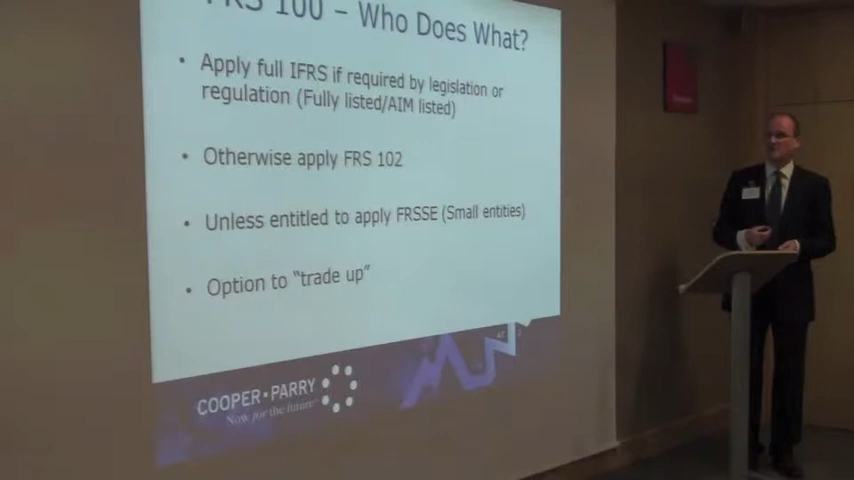 FRS 100 – Who Does What?
• Apply full IFRS if required by legislation or
regulation (Fully listed/AIM listed)
• Otherwise apply FRS 102
• Unless entitled to apply FRSSE (Small entities)
• Option to “trade up”
COOPER•PARRY
Now for the future